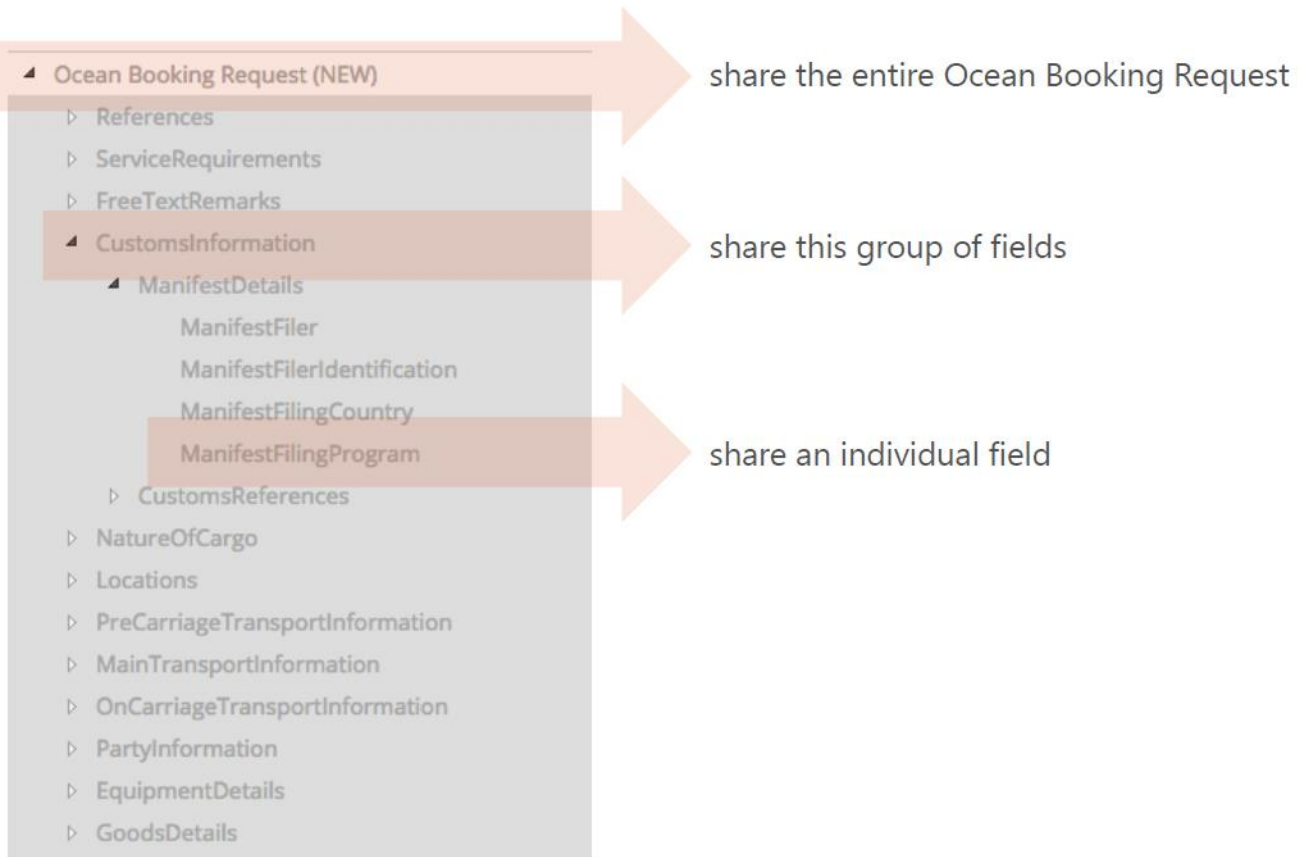 Ocean Booking Request (NEW)
share the entire Ocean Booking Request
References
ServiceRequirements
FreeTextRemarks
CustomsInformation
share this group of fields
ManifestDetails
ManifestFiler
ManifestFilerIdentification
ManifestFilingCountry
ManifestFilingProgram
share an individual field
CustomsReferences
NatureOfCargo
Locations
PreCarriageTransportInformation
MainTransportInformation
OnCarriageTransportInformation
PartyInformation
EquipmentDetails
GoodsDetails